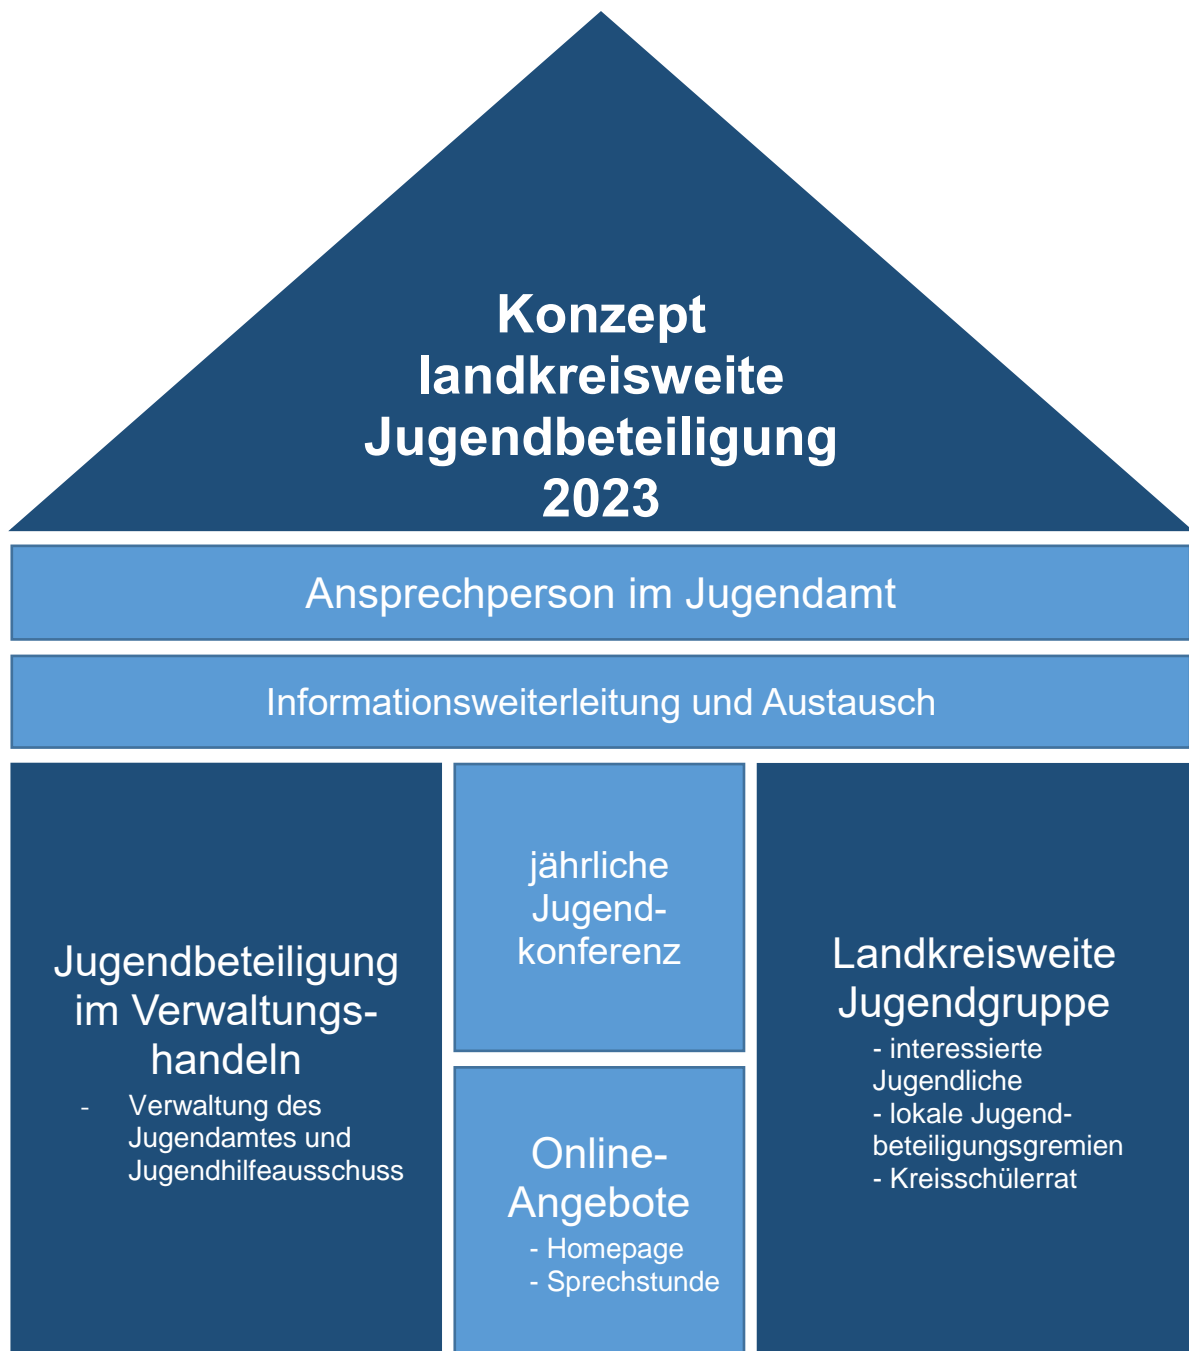 Konzept
landkreisweite
Jugendbeteiligung
2023
Ansprechperson im Jugendamt
Informationsweiterleitung und Austausch
Jugendbeteiligung
im Verwaltungs-
handeln
- Verwaltung des
Jugendamtes und
Jugendhilfeausschuss
jährliche
Jugend-
konferenz
Online-
Angebote
- Homepage
- Sprechstunde
Landkreisweite
Jugendgruppe
- interessierte
Jugendliche
- lokale Jugend-
beteiligungsgremien
- Kreisschülerrat